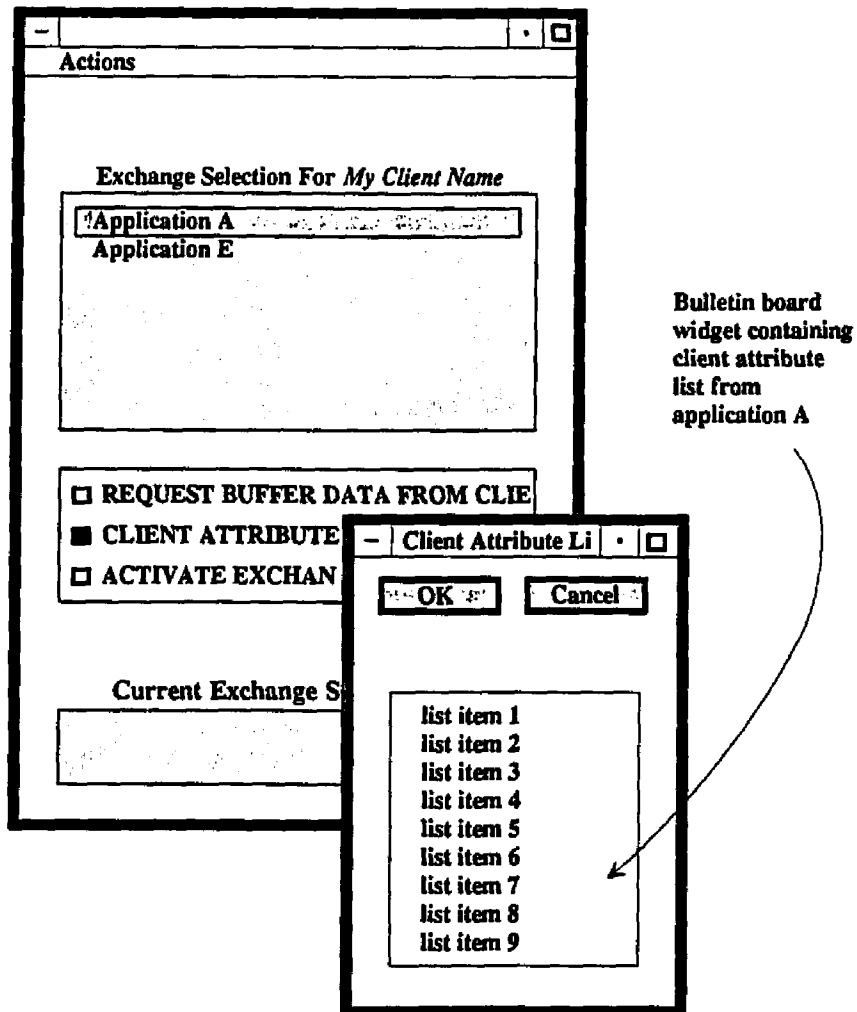 Actions
Exchange Selection For My Client Name
Application A
Application E
REQUEST BUFFER DATA FROM CLIE
CLIENT ATTRIBUTE
ACTIVATE EXCHAN
Current Exchange S
Client Attribute Li
OK Cancel
list item 1
list item 2
list item 3
list item 4
list item 5
list item 6
list item 7
list item 8
list item 9
Bulletin board
widget containing
client attribute
list from
application A